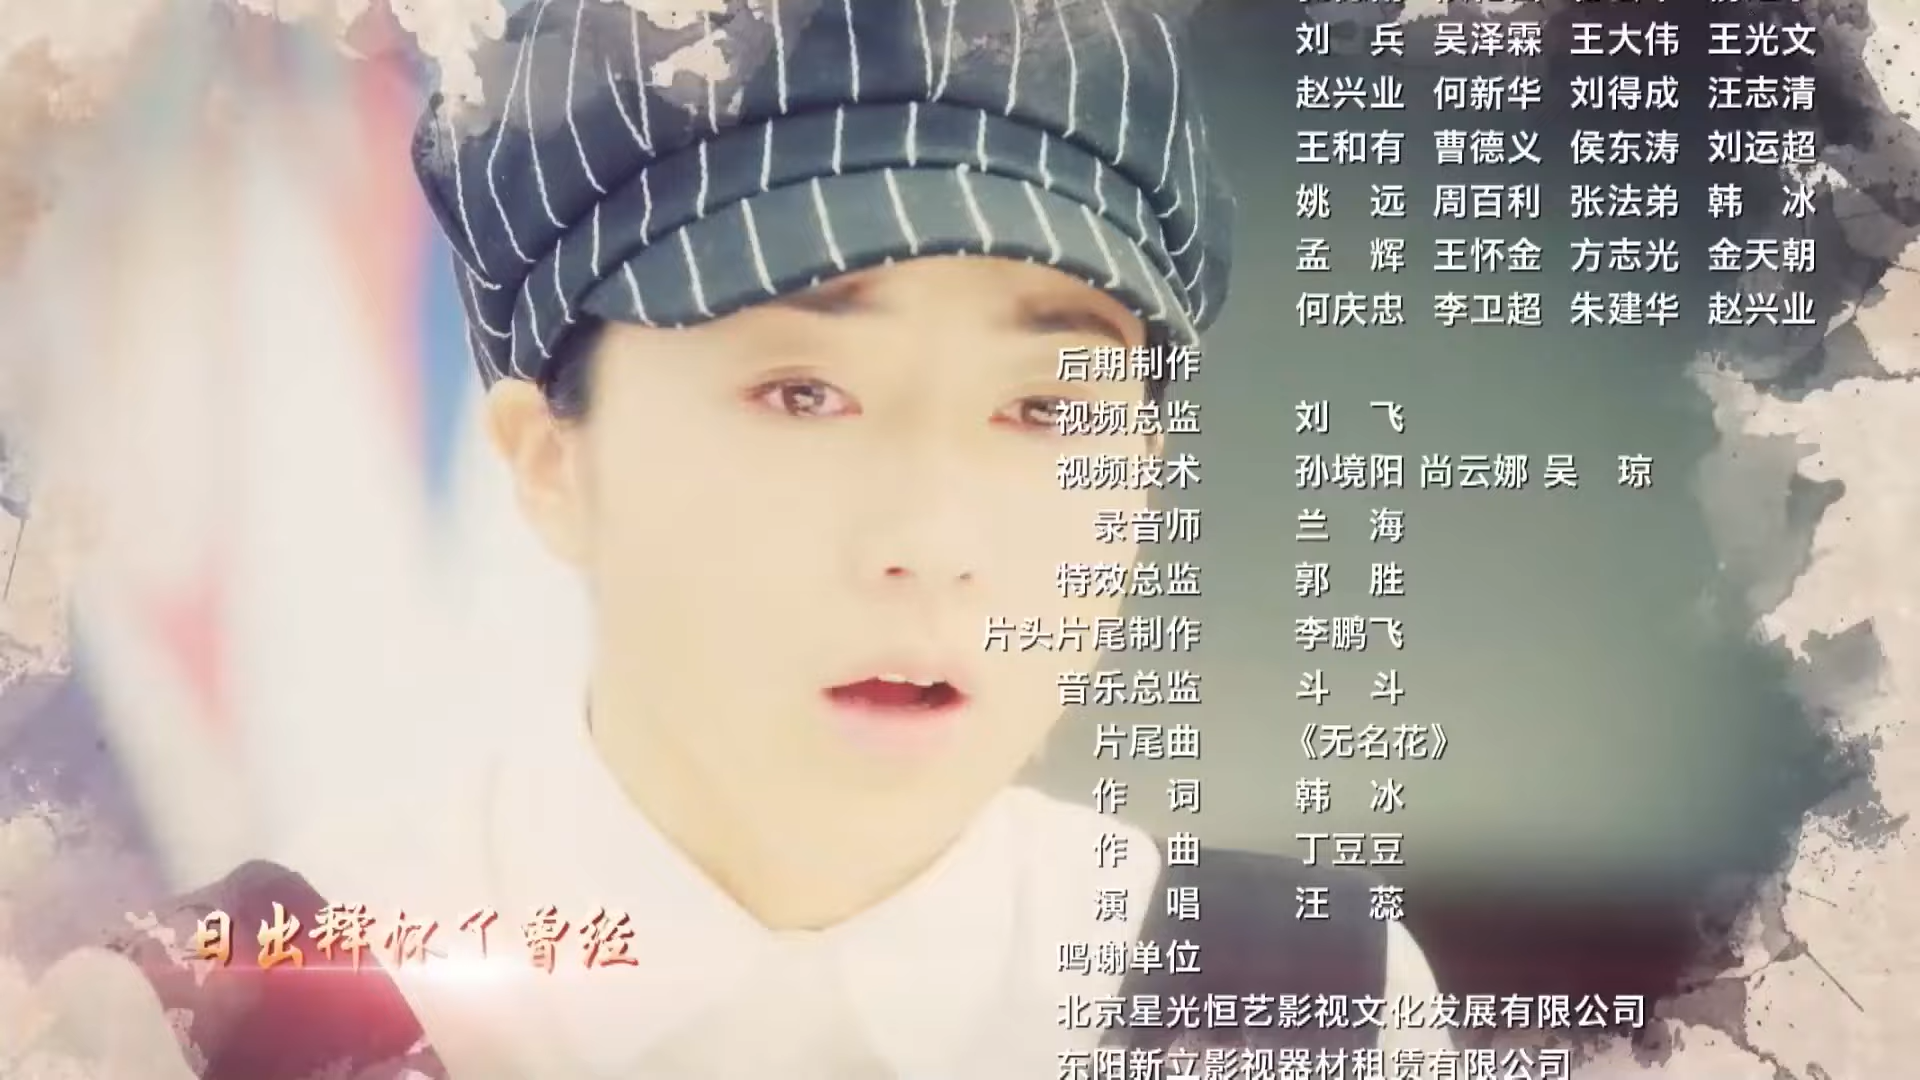 刘 兵 吴泽霖 王大伟 王光文
赵兴业 何新华 刘得成 汪志清
王和有 曹德义 侯东涛 刘运超
姚 远 周百利 张法弟 韩 冰
孟 辉 王怀金 方志光 金天朝
何庆忠 李卫超 朱建华 赵兴业
后期制作
视频总监 刘 飞
视频技术 孙境阳 尚云娜 吴 琼
录音师 兰 海
特效总监 郭 胜
片头片尾制作 李鹏飞
音乐总监 斗 斗
片尾曲 《无名花》
作 词 韩 冰
作 曲 丁豆豆
演 唱 汪 蕊
鸣谢单位
北京星光恒艺影视文化发展有限公司
东阳新立影视器材租赁有限公司
日出释怀了曾经